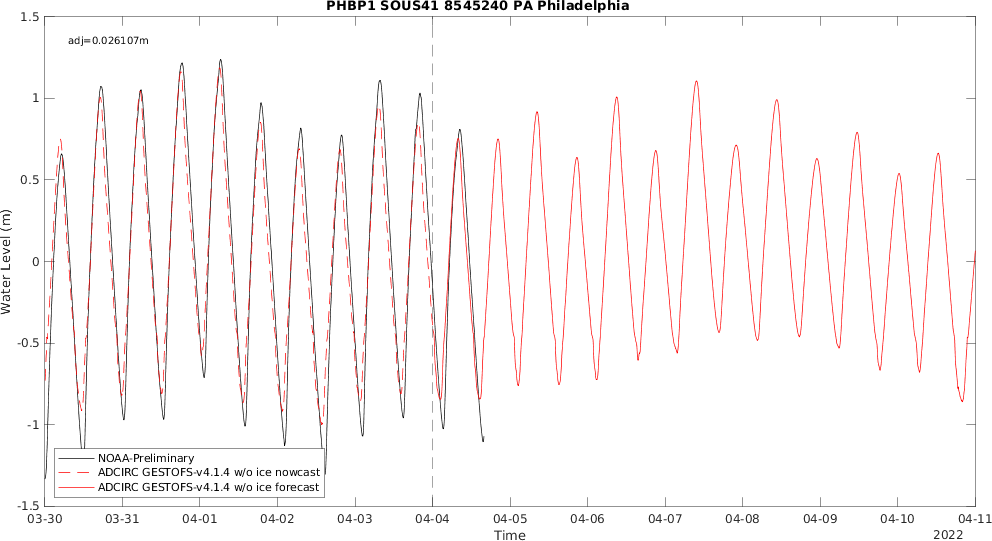 PHBP1 SOUS41 8545240 PA Philadelphia
adj=0.026107m
1.5
1
0.5
0
-0.5
-1
-1.5
Water Level (m)
NOAA-Preliminary
ADCIRC GESTOFS-v4.1.4 w/o ice nowcast
ADCIRC GESTOFS-v4.1.4 w/o ice forecast
03-30 03-31 04-01 04-02 04-03 04-04 04-05 04-06 04-07 04-08 04-09 04-10 04-11
Time
2022